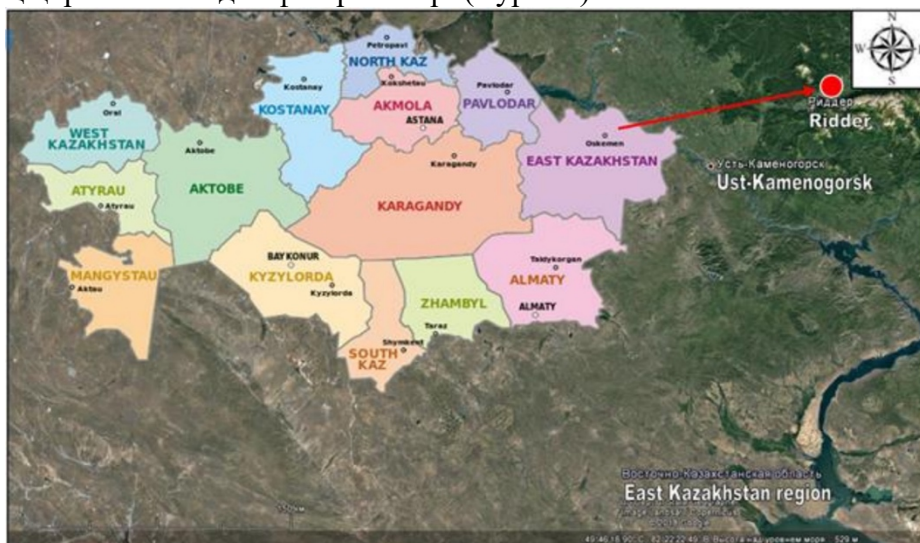 N
W
E
S
Petropavl
NORTH KAZ
Kokshetau
Kostanay
KOSTANAY
AKMOLA
ASTANA
Pavlodar
PAVLODAR
Риддер
Ridder
Oral
WEST
KAZAKHSTAN
Aktobe
AKTOBE
Karagandy
KARAGANDY
Oskemen
EAST KAZAKHSTAN
Усть-Каменогорск
Ust-Kamenogorsk
ATYRAU
Atyrau
MANGYSTAU
Aktau
BAYKONUR
KYZYLORDA
Kyzylorda
Taldykorgan
ALMATY
ALMATY
ZHAMBYL
Taraz
Shymkent
SOUTH
KAZ
Восточно-Казахстанская область
East Kazakhstan region